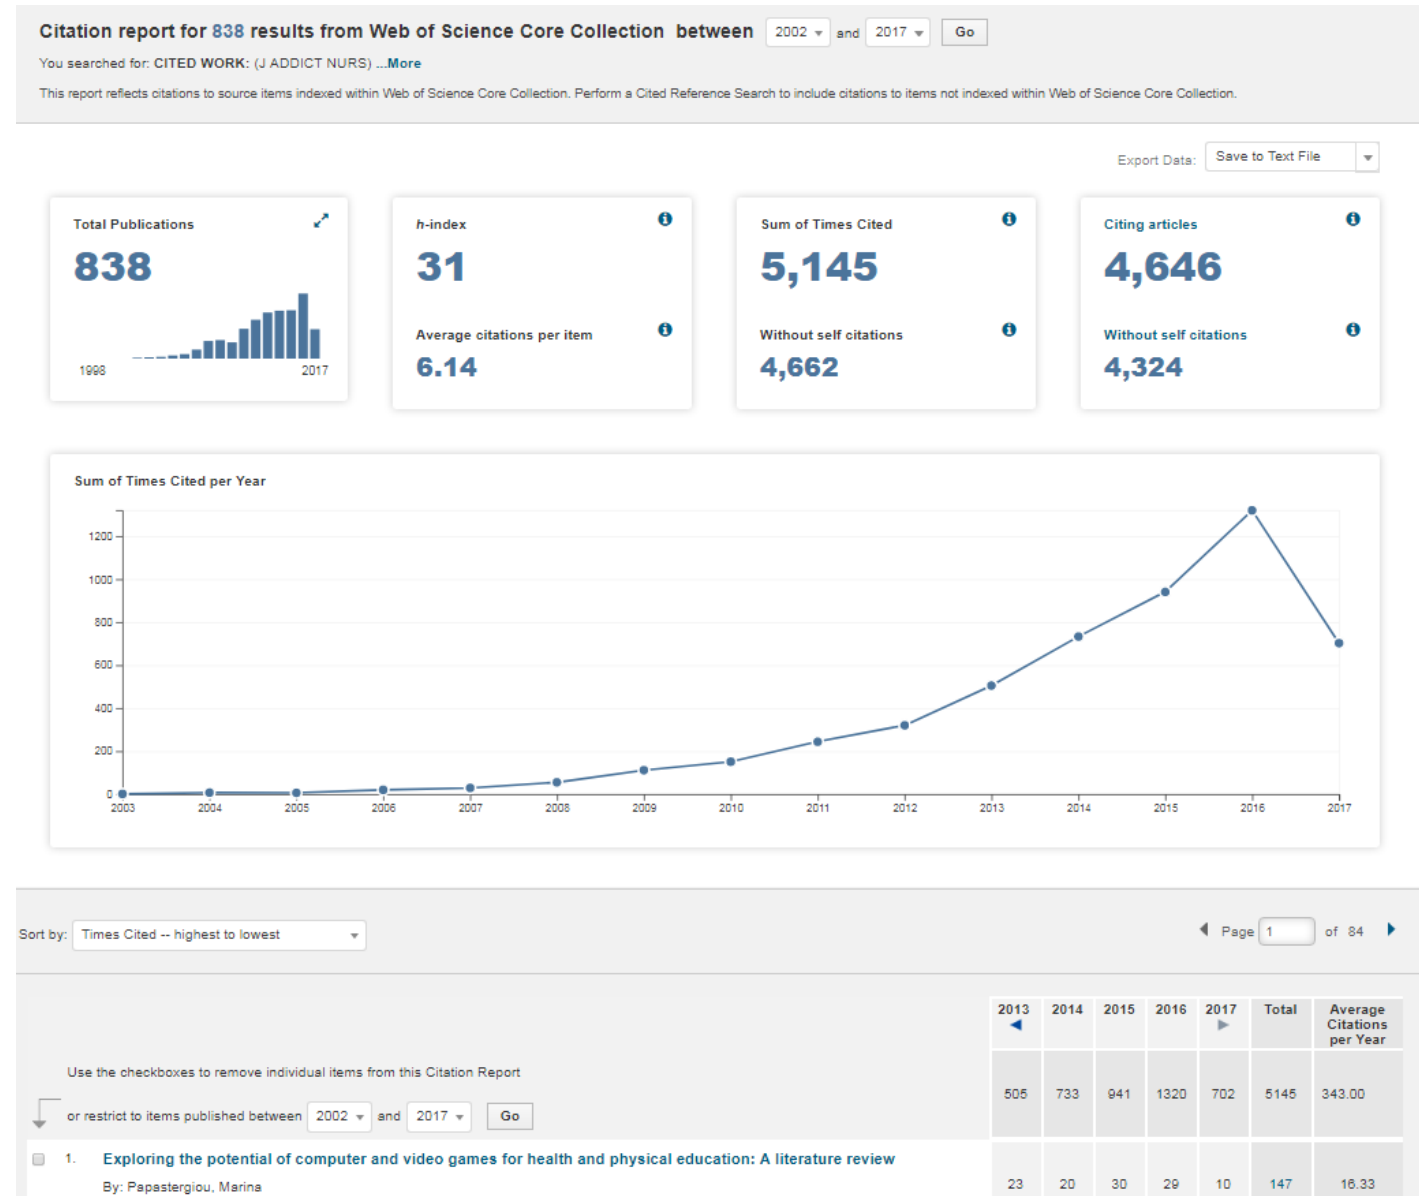 Citation report for 838 results from Web of Science Core Collection between 2002 and 2017 Go
You searched for: CITED WORK: (J ADDICT NURS) ...More
This report reflects citations to source items indexed within Web of Science Core Collection. Perform a Cited Reference Search to include citations to items not indexed within Web of Science Core Collection.
Export Data: Save to Text File
Total Publications
838
1998 2017
h-index
31
Average citations per item
6.14
Sum of Times Cited
5,145
Without self citations
4,662
Citing articles
4,646
Without self citations
4,324
Sum of Times Cited per Year
1200
1000
800
600
400
200
0
2003 2004 2005 2006 2007 2008 2009 2010 2011 2012 2013 2014 2015 2016 2017
Sort by: Times Cited -- highest to lowest
Page 1 of 84
2013 2014 2015 2016 2017 Total Average
Citations
per Year
Use the checkboxes to remove individual items from this Citation Report
505 733 941 1320 702 5145 343.00
or restrict to items published between 2002 and 2017 Go
1. Exploring the potential of computer and video games for health and physical education: A literature review
By: Papastergiou, Marina
23 20 30 29 10 147 16.33